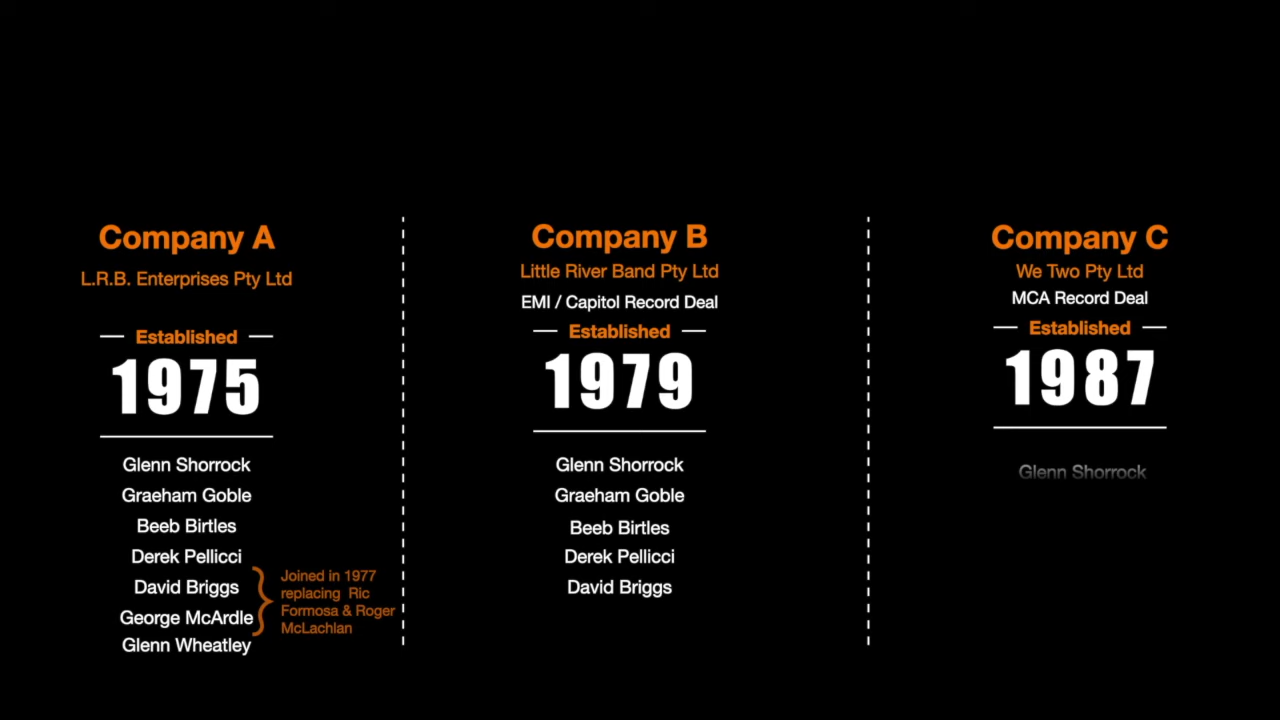 Company A
L.R.B. Enterprises Pty Ltd
Established
1975
Glenn Shorrock
Graeham Goble
Beeb Birtles
Derek Pellicci
David Briggs
George McArdle
Glenn Wheatley
Joined in 1977
replacing Ric
Formosa & Roger
McLachlan
Company B
Little River Band Pty Ltd
EMI / Capitol Record Deal
Established
1979
Glenn Shorrock
Graeham Goble
Beeb Birtles
Derek Pellicci
David Briggs
Company C
We Two Pty Ltd
MCA Record Deal
Established
1987
Glenn Shorrock